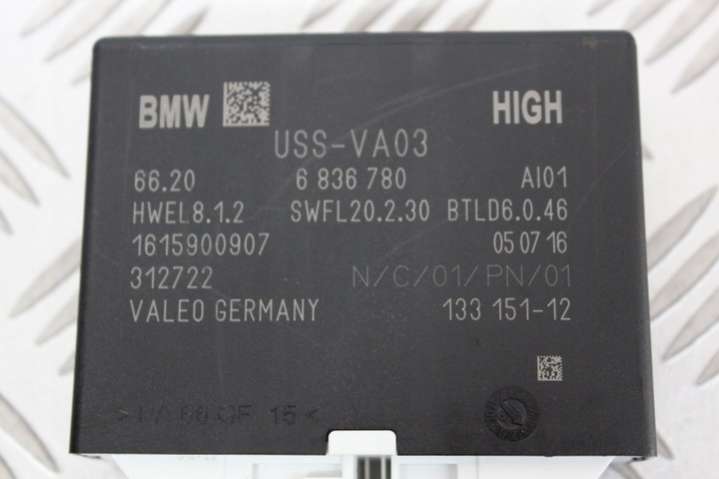 BMW HIGH
USS-VA03
66.20 6 836 780 AI01
HWEL8.1.2 SWFL20.2.30 BTLD6.0.46
1615900907 05 07 16
312722 N/C/01/PN/01
VALEO GERMANY 133 151-12
15 <